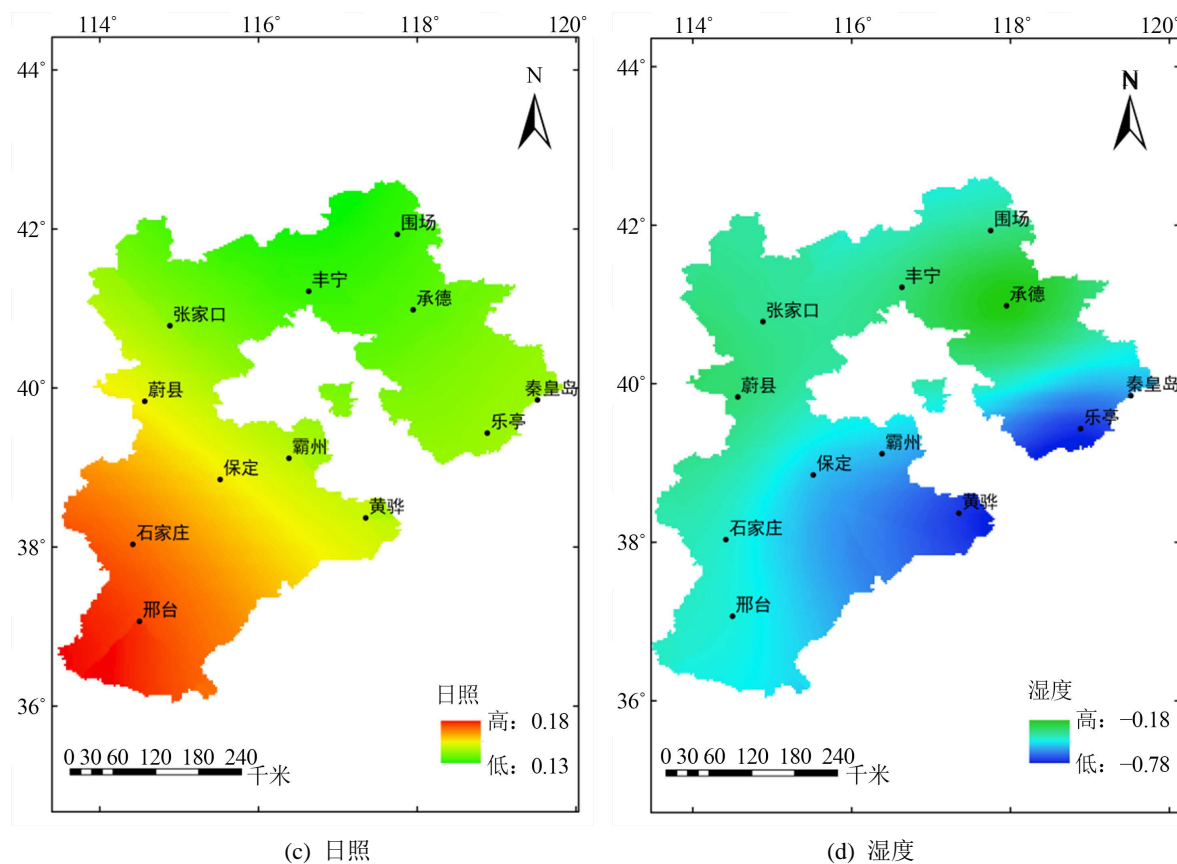 114° 116° 118° 120°
44°
42°
40°
38°
36°
N
围场
丰宁
承德
张家口
蔚县
秦皇岛
乐亭
霸州
保定
黄骅
石家庄
邢台
日照
高：0.18
低：0.13
0 30 60 120 180 240
千米
(c) 日照
114° 116° 118° 120°
44°
42°
40°
38°
36°
N
围场
丰宁
承德
张家口
蔚县
秦皇岛
乐亭
霸州
保定
黄骅
石家庄
邢台
湿度
高：−0.18
低：−0.78
0 30 60 120 180 240
千米
(d) 湿度